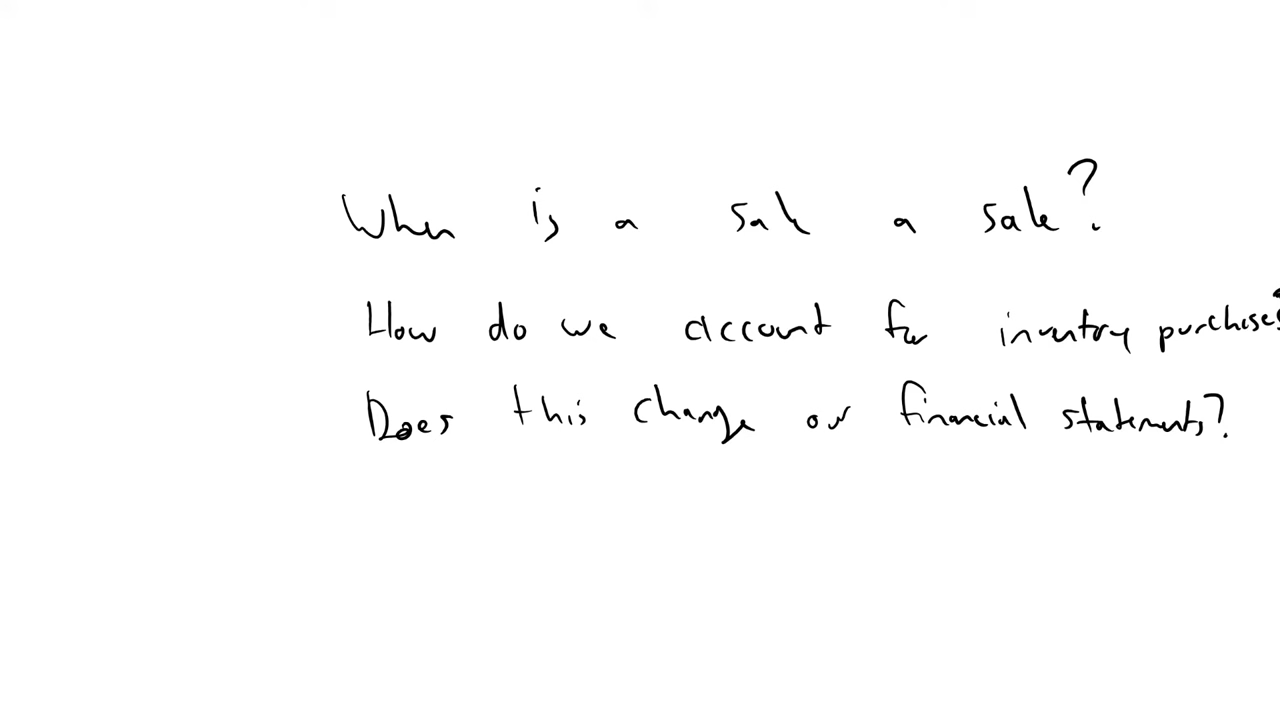 When is a sale a sale?
How do we account for inventory purchases?
Does this change our financial statements?